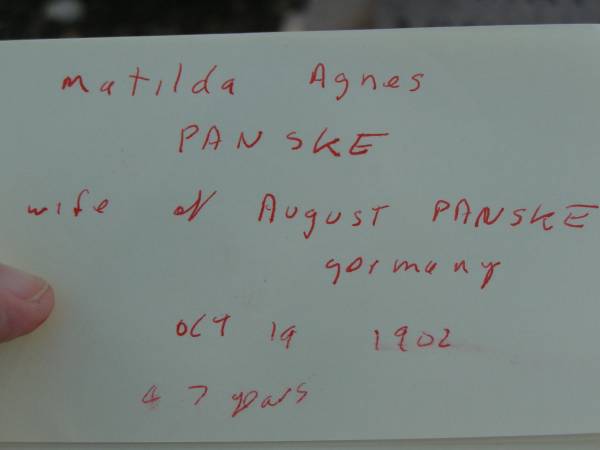 Matilda Agnes
PANSKE
wife of August PANSKE
germany
Oct 19 1902
47 years